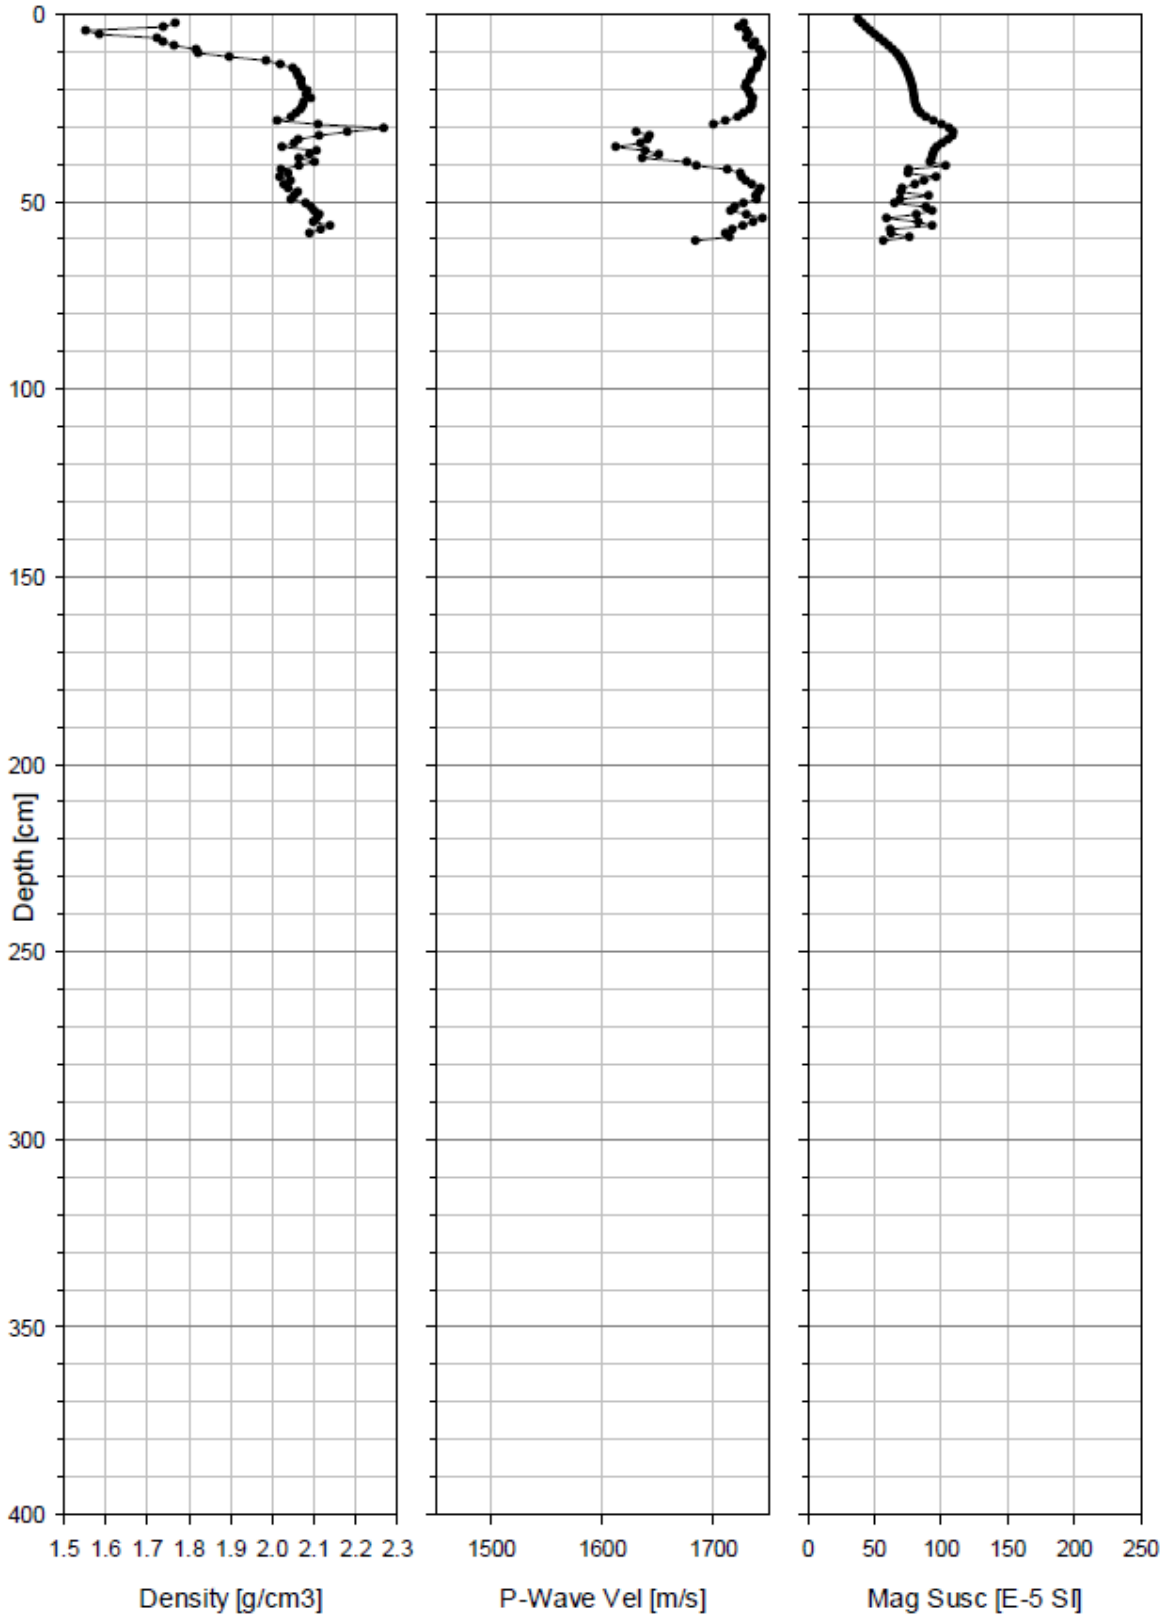 0
50
100
150
200
250
300
350
400
Depth [cm]
1.5 1.6 1.7 1.8 1.9 2.0 2.1 2.2 2.3
1500 1600 1700
0 50 100 150 200 250
Density [g/cm3]
P-Wave Vel [m/s]
Mag Susc [E-5 SI]